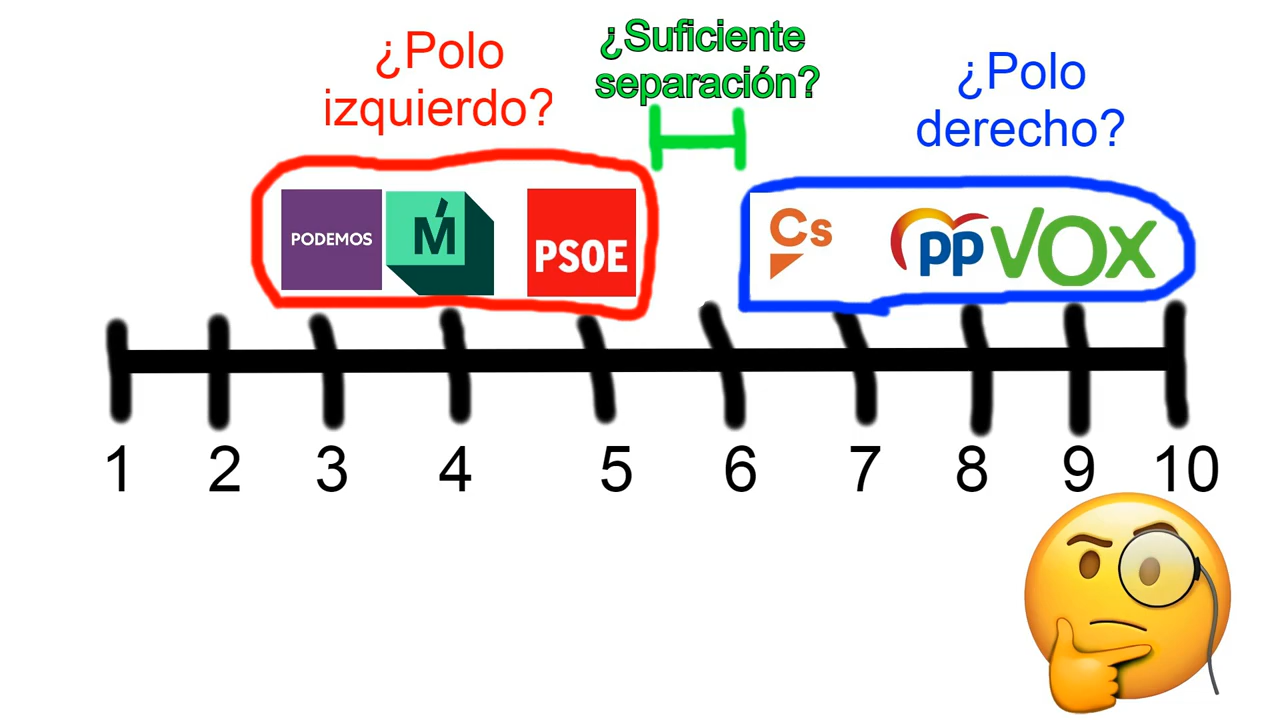 ¿Polo
izquierdo?
¿Suficiente
separación?
¿Polo
derecho?
PODEMOS
Ḿ
PSOE
Cs
PP
VOX
1 2 3 4 5 6 7 8 9 10